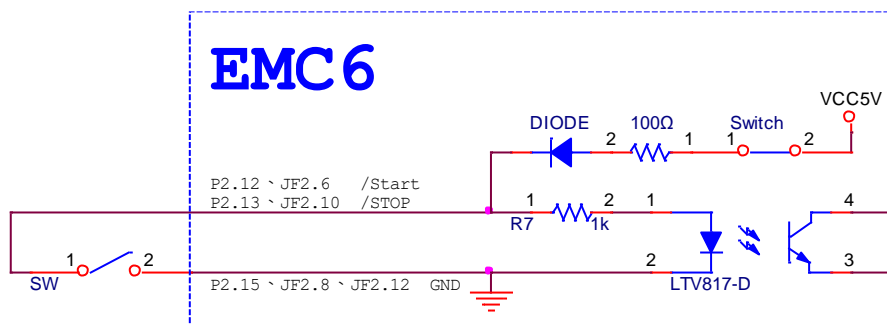 EMC6
VCC5V
DIODE 100Ω Switch
2 1 1 2
P2.12、JF2.6 /Start
P2.13、JF2.10 /STOP
1 2 1 4
R7 1k
1 2 2 3
SW LTV817-D
P2.15、JF2.8、JF2.12 GND